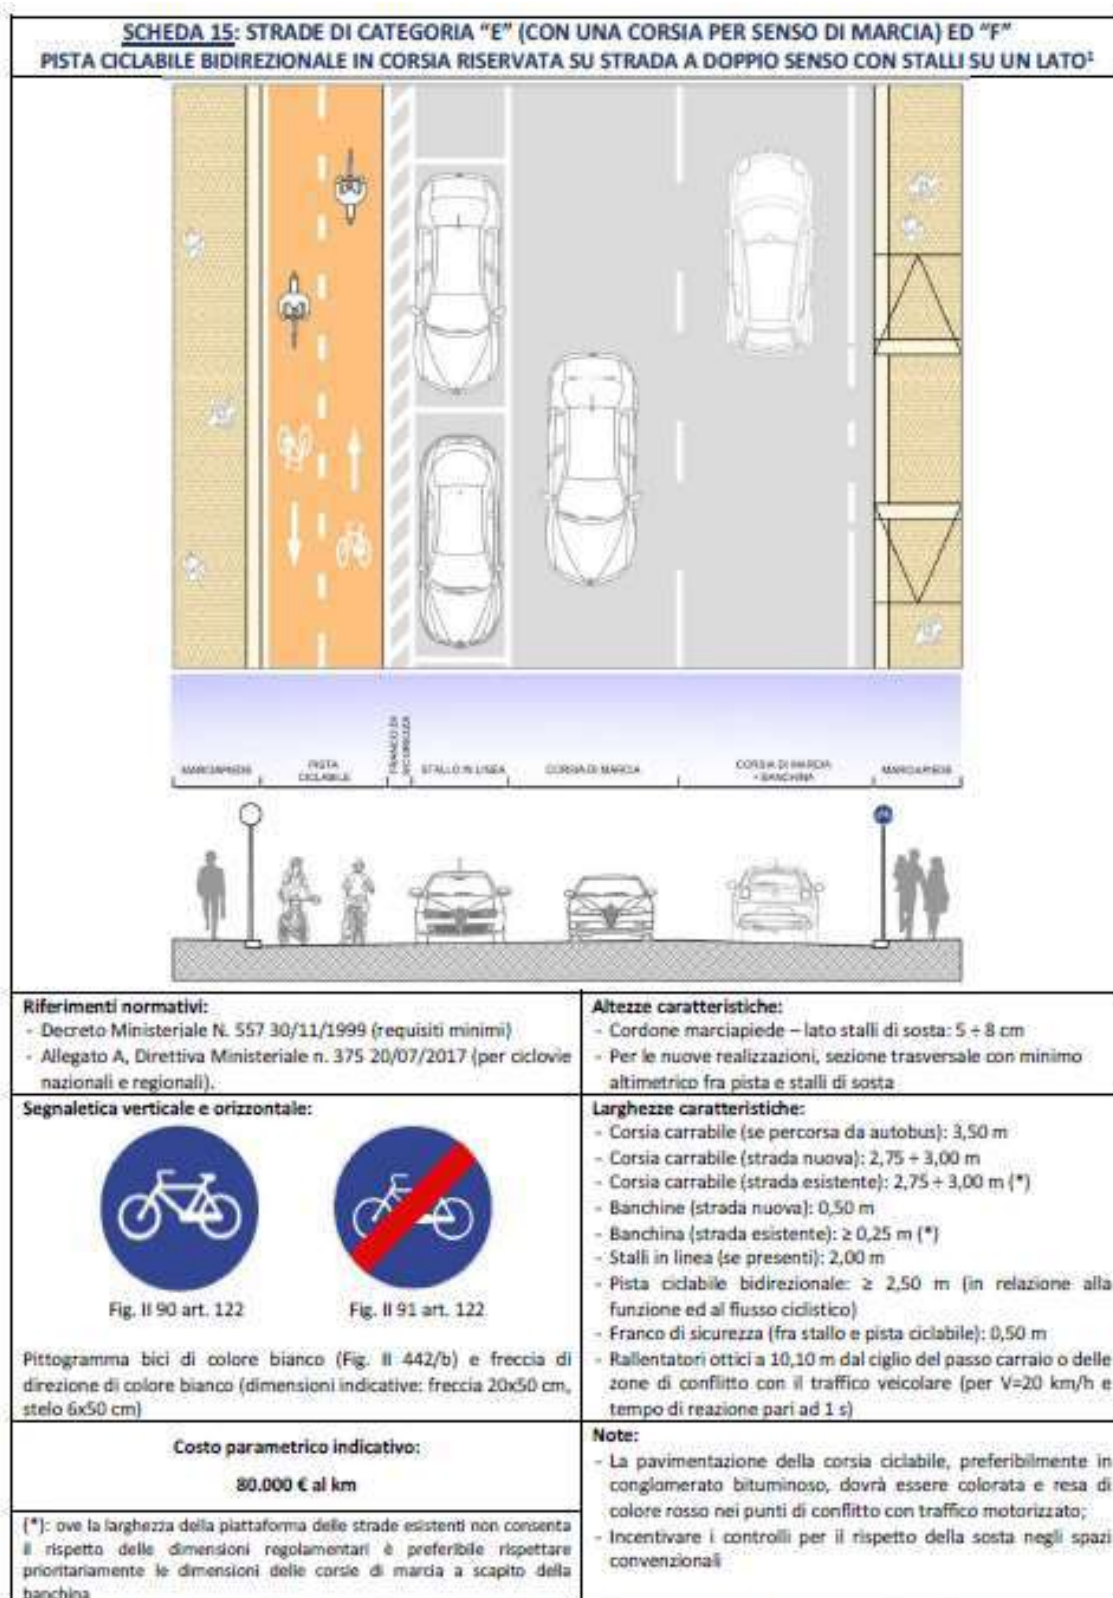 SCHEDA 15: STRADE DI CATEGORIA “E” (CON UNA CORSIA PER SENSO DI MARCIA) ED “F”
PISTA CICLABILE BIDIREZIONALE IN CORSIA RISERVATA SU STRADA A DOPPIO SENSO CON STALLI SU UN LATO¹
MARCIAPIEDE
PISTA
CICLABILE
FRANCO DI
SICUREZZA
STALLO IN LINEA
CORSIA DI MARCIA
CORSIA DI MARCIA
+ BANCHINA
MARCIAPIEDE
Riferimenti normativi:
- Decreto Ministeriale N. 557 30/11/1999 (requisiti minimi)
- Allegato A, Direttiva Ministeriale n. 375 20/07/2017 (per ciclovie
nazionali e regionali).
Altezze caratteristiche:
- Cordone marciapiede – lato stalli di sosta: 5 ÷ 8 cm
- Per le nuove realizzazioni, sezione trasversale con minimo
altimetrico fra pista e stalli di sosta
Segnaletica verticale e orizzontale:
Fig. II 90 art. 122
Fig. II 91 art. 122
Pittogramma bici di colore bianco (Fig. II 442/b) e freccia di
direzione di colore bianco (dimensioni indicative: freccia 20x50 cm,
stelo 6x50 cm)
Larghezze caratteristiche:
- Corsia carrabile (se percorsa da autobus): 3,50 m
- Corsia carrabile (strada nuova): 2,75 ÷ 3,00 m
- Corsia carrabile (strada esistente): 2,75 ÷ 3,00 m (*)
- Banchine (strada nuova): 0,50 m
- Banchina (strada esistente): ≥ 0,25 m (*)
- Stalli in linea (se presenti): 2,00 m
- Pista ciclabile bidirezionale: ≥ 2,50 m (in relazione alla
funzione ed al flusso ciclistico)
- Franco di sicurezza (fra stallo e pista ciclabile): 0,50 m
- Rallentatori ottici a 10,10 m dal ciglio del passo carraio o delle
zone di conflitto con il traffico veicolare (per V=20 km/h e
tempo di reazione pari ad 1 s)
Costo parametrico indicativo:
80.000 € al km
(*): ove la larghezza della piattaforma delle strade esistenti non consenta
il rispetto delle dimensioni regolamentari è preferibile rispettare
prioritariamente le dimensioni delle corsie di marcia a scapito della
banchina
Note:
- La pavimentazione della corsia ciclabile, preferibilmente in
conglomerato bituminoso, dovrà essere colorata e resa di
colore rosso nei punti di conflitto con traffico motorizzato;
- Incentivare i controlli per il rispetto della sosta negli spazi
convenzionali